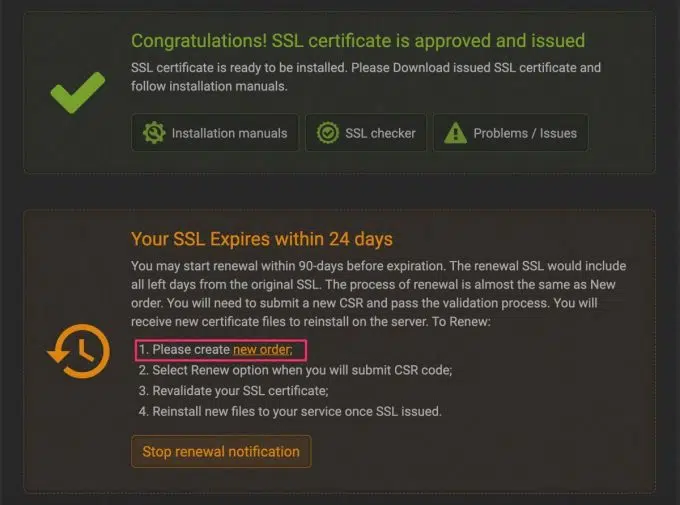 Congratulations! SSL certificate is approved and issued
SSL certificate is ready to be installed. Please Download issued SSL certificate and
follow installation manuals.
Installation manuals
SSL checker
Problems / Issues
Your SSL Expires within 24 days
You may start renewal within 90-days before expiration. The renewal SSL would include
all left days from the original SSL. The process of renewal is almost the same as New
order. You will need to submit a new CSR and pass the validation process. You will
receive new certificate files to reinstall on the server. To Renew:
1. Please create new order;
2. Select Renew option when you will submit CSR code;
3. Revalidate your SSL certificate;
4. Reinstall new files to your service once SSL issued.
Stop renewal notification